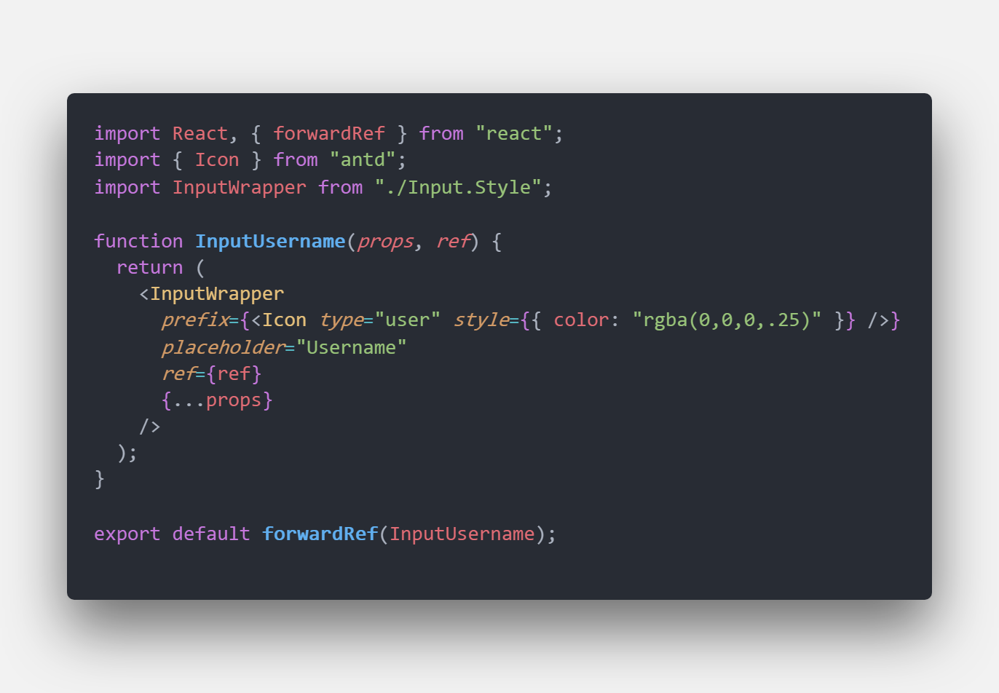 import React, { forwardRef } from "react";
import { Icon } from "antd";
import InputWrapper from "./Input.Style";

function InputUsername(props, ref) {
  return (
    <InputWrapper
      prefix={<Icon type="user" style={{ color: "rgba(0,0,0,.25)" }} />}
      placeholder="Username"
      ref={ref}
      {...props}
    />
  );
}

export default forwardRef(InputUsername);